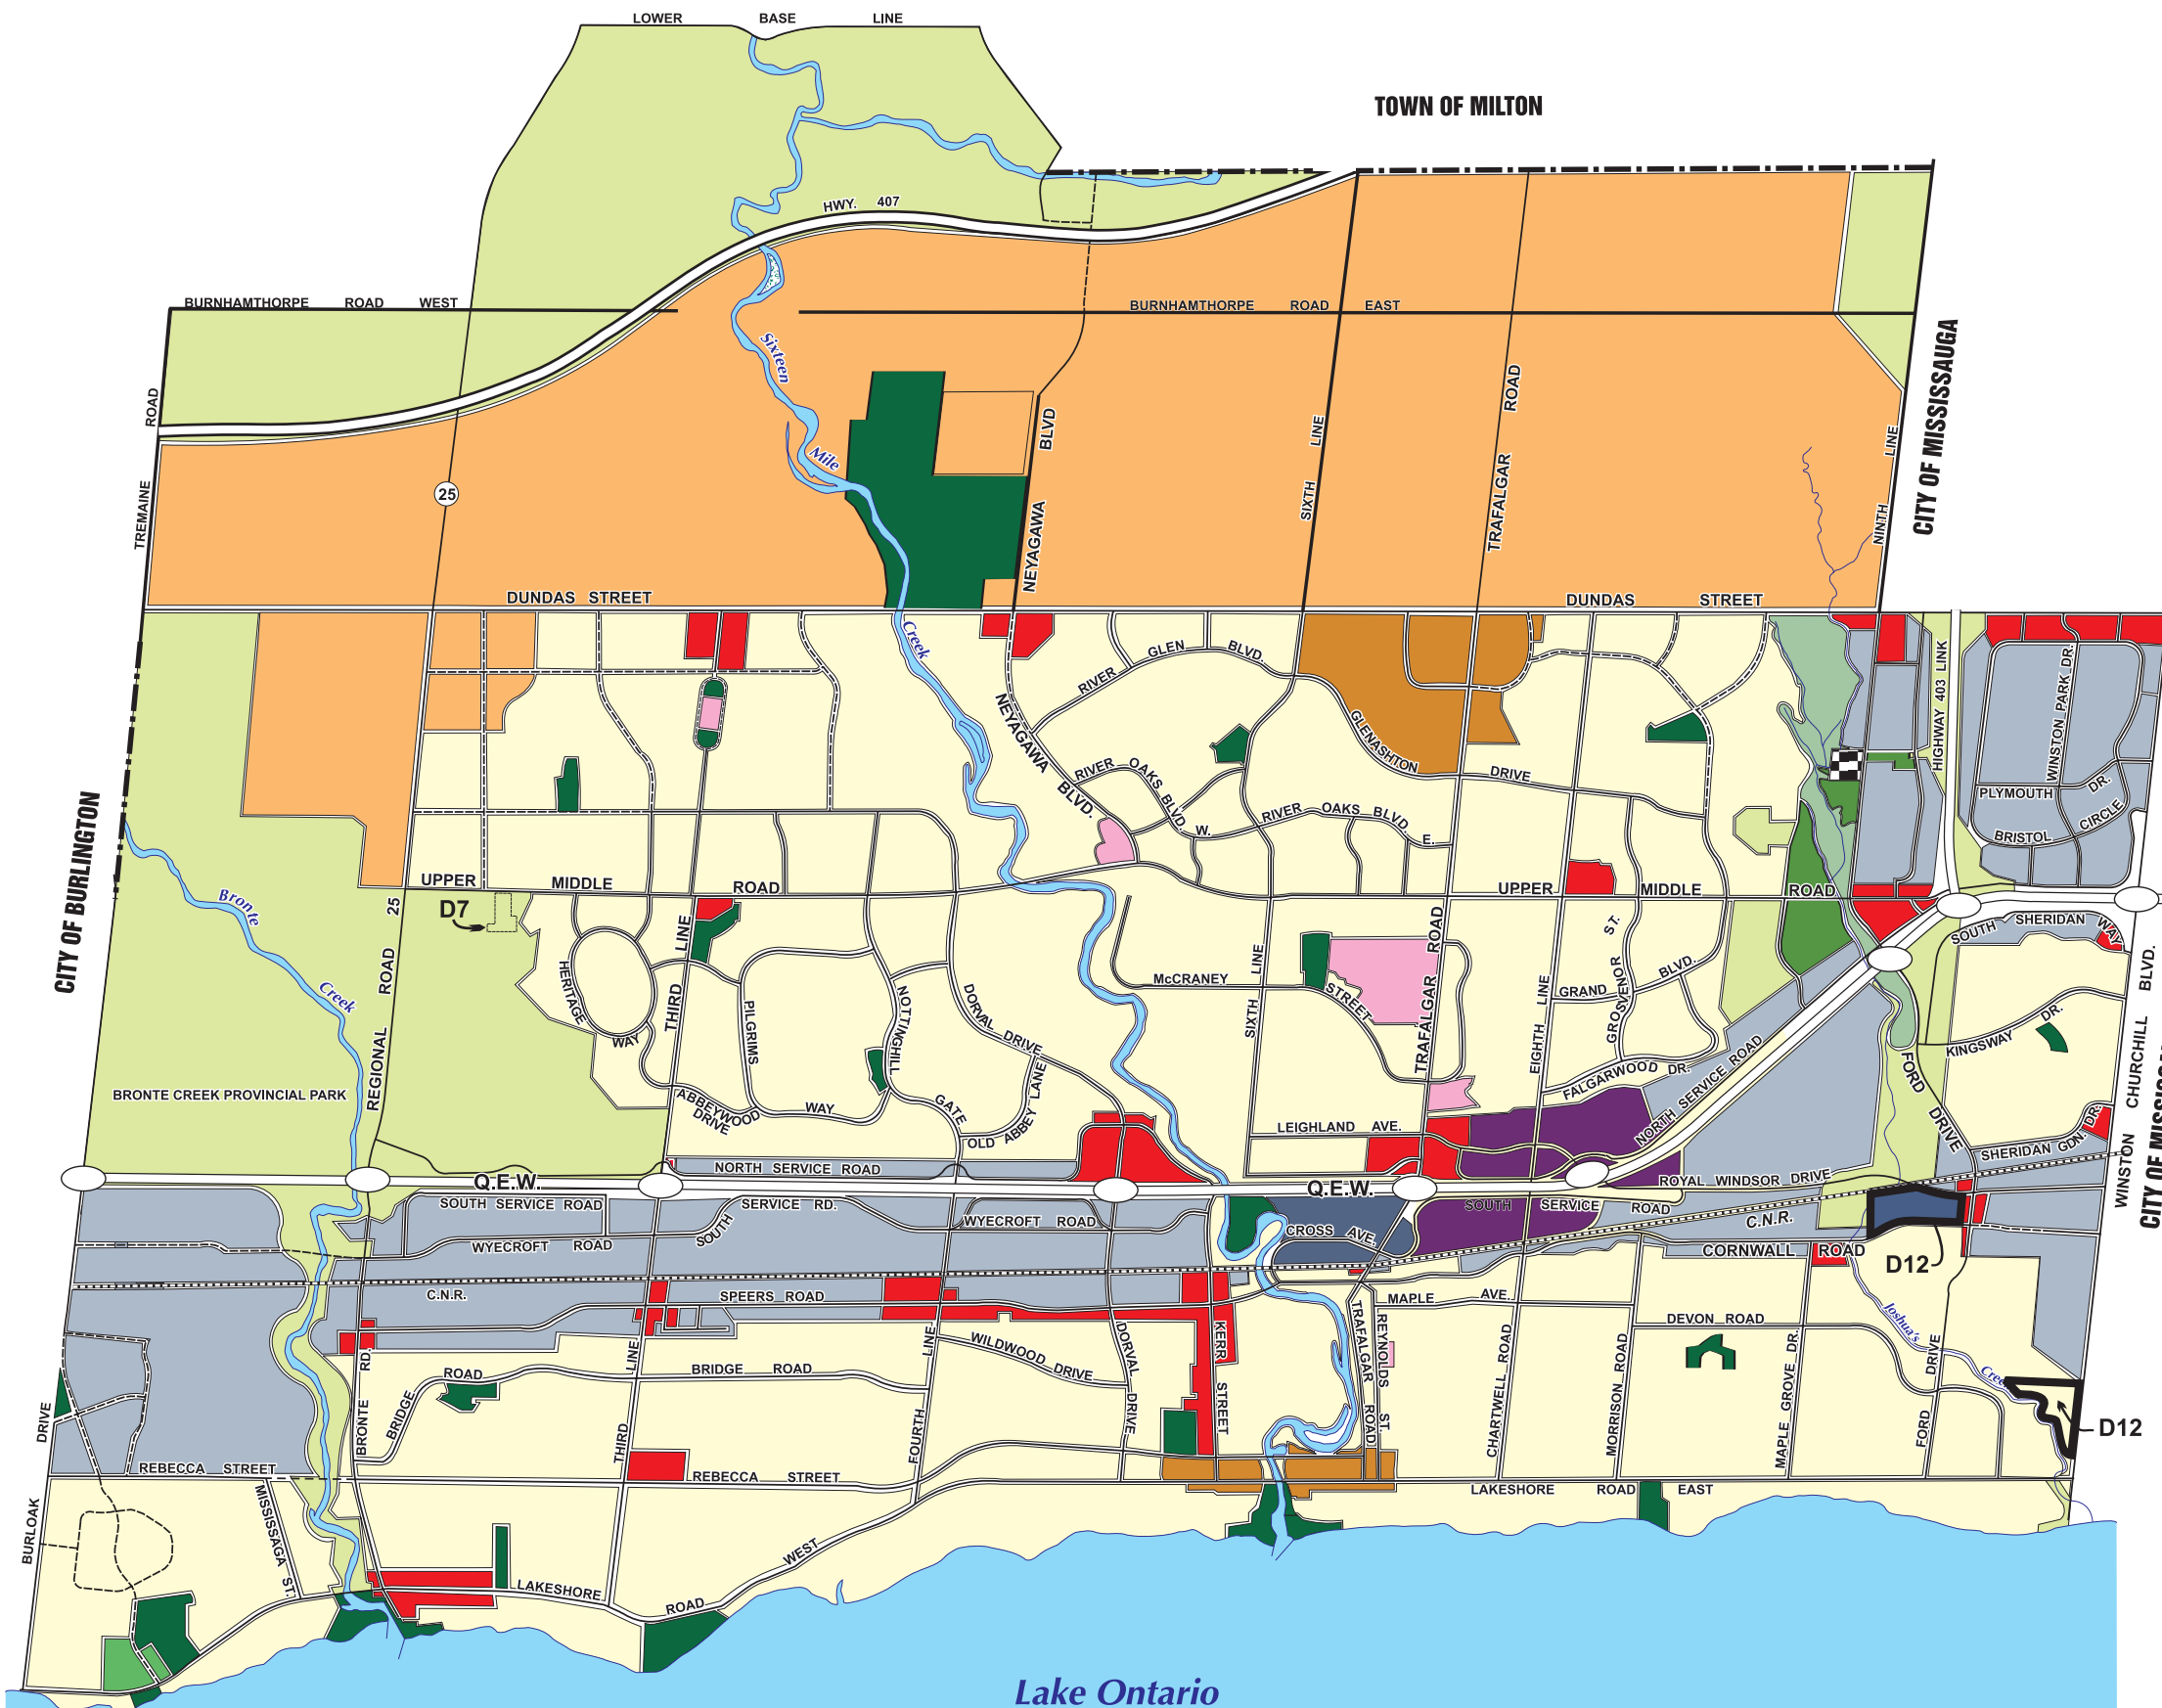 LOWER BASE LINE
TOWN OF MILTON
HWY. 407
BURNHAMTHORPE ROAD WEST
BURNHAMTHORPE ROAD EAST
Sixteen
Mile
Creek
TREMAINE ROAD
25
NEYAGAWA BLVD
SIXTH LINE
TRAFALGAR ROAD
NINTH LINE
CITY OF MISSISSAUGA
DUNDAS STREET
DUNDAS STREET
RIVER GLEN BLVD.
NEYAGAWA BLVD.
GLENASHTON DRIVE
RIVER OAKS BLVD. W.
RIVER OAKS BLVD E.
HIGHWAY 403 LINK
WINSTON PARK DR.
PLYMOUTH DR.
BRISTOL CIRCLE
CITY OF BURLINGTON
Bronte
Creek
UPPER MIDDLE ROAD
UPPER MIDDLE ROAD
D7
REGIONAL ROAD 25
BRONTE CREEK PROVINCIAL PARK
HERITAGE WAY
THIRD LINE
PILGRIMS WAY
NOTTINGHILL GATE
DORVAL DRIVE
ABBEYWOOD DRIVE
OLD ABBEY LANE
McCRANEY STREET
SIXTH LINE
TRAFALGAR ROAD
EIGHTH LINE
GROSVENOR ST.
GRAND BLVD.
FALGARWOOD DR.
NORTH SERVICE ROAD
LEIGHLAND AVE.
SOUTH SHERIDAN WAY
KINGSWAY DR.
FORD DRIVE
SHERIDAN GDN. DR.
WINSTON CHURCHILL BLVD.
CITY OF
NORTH SERVICE ROAD
Q.E.W.
Q.E.W.
SOUTH SERVICE ROAD
SOUTH SERVICE RD.
WYECROFT ROAD
WYECROFT ROAD
CROSS AVE.
SOUTH SERVICE ROAD
ROYAL WINDSOR DRIVE
C.N.R.
C.N.R.
CORNWALL ROAD
D12
SPEERS ROAD
MAPLE AVE.
DEVON ROAD
Joshua's
BRIDGE ROAD
BRIDGE ROAD
WILDWOOD DRIVE
BRONTE RD.
THIRD LINE
FOURTH LINE
DORVAL DRIVE
KERR STREET
TRAFALGAR ROAD
REYNOLDS ST.
CHARTWELL ROAD
MORRISON ROAD
MAPLE GROVE DR.
FORD DRIVE
D12
BURLOAK DRIVE
REBECCA STREET
REBECCA STREET
MISSISSAGA ST.
LAKESHORE ROAD WEST
LAKESHORE ROAD EAST
Lake Ontario